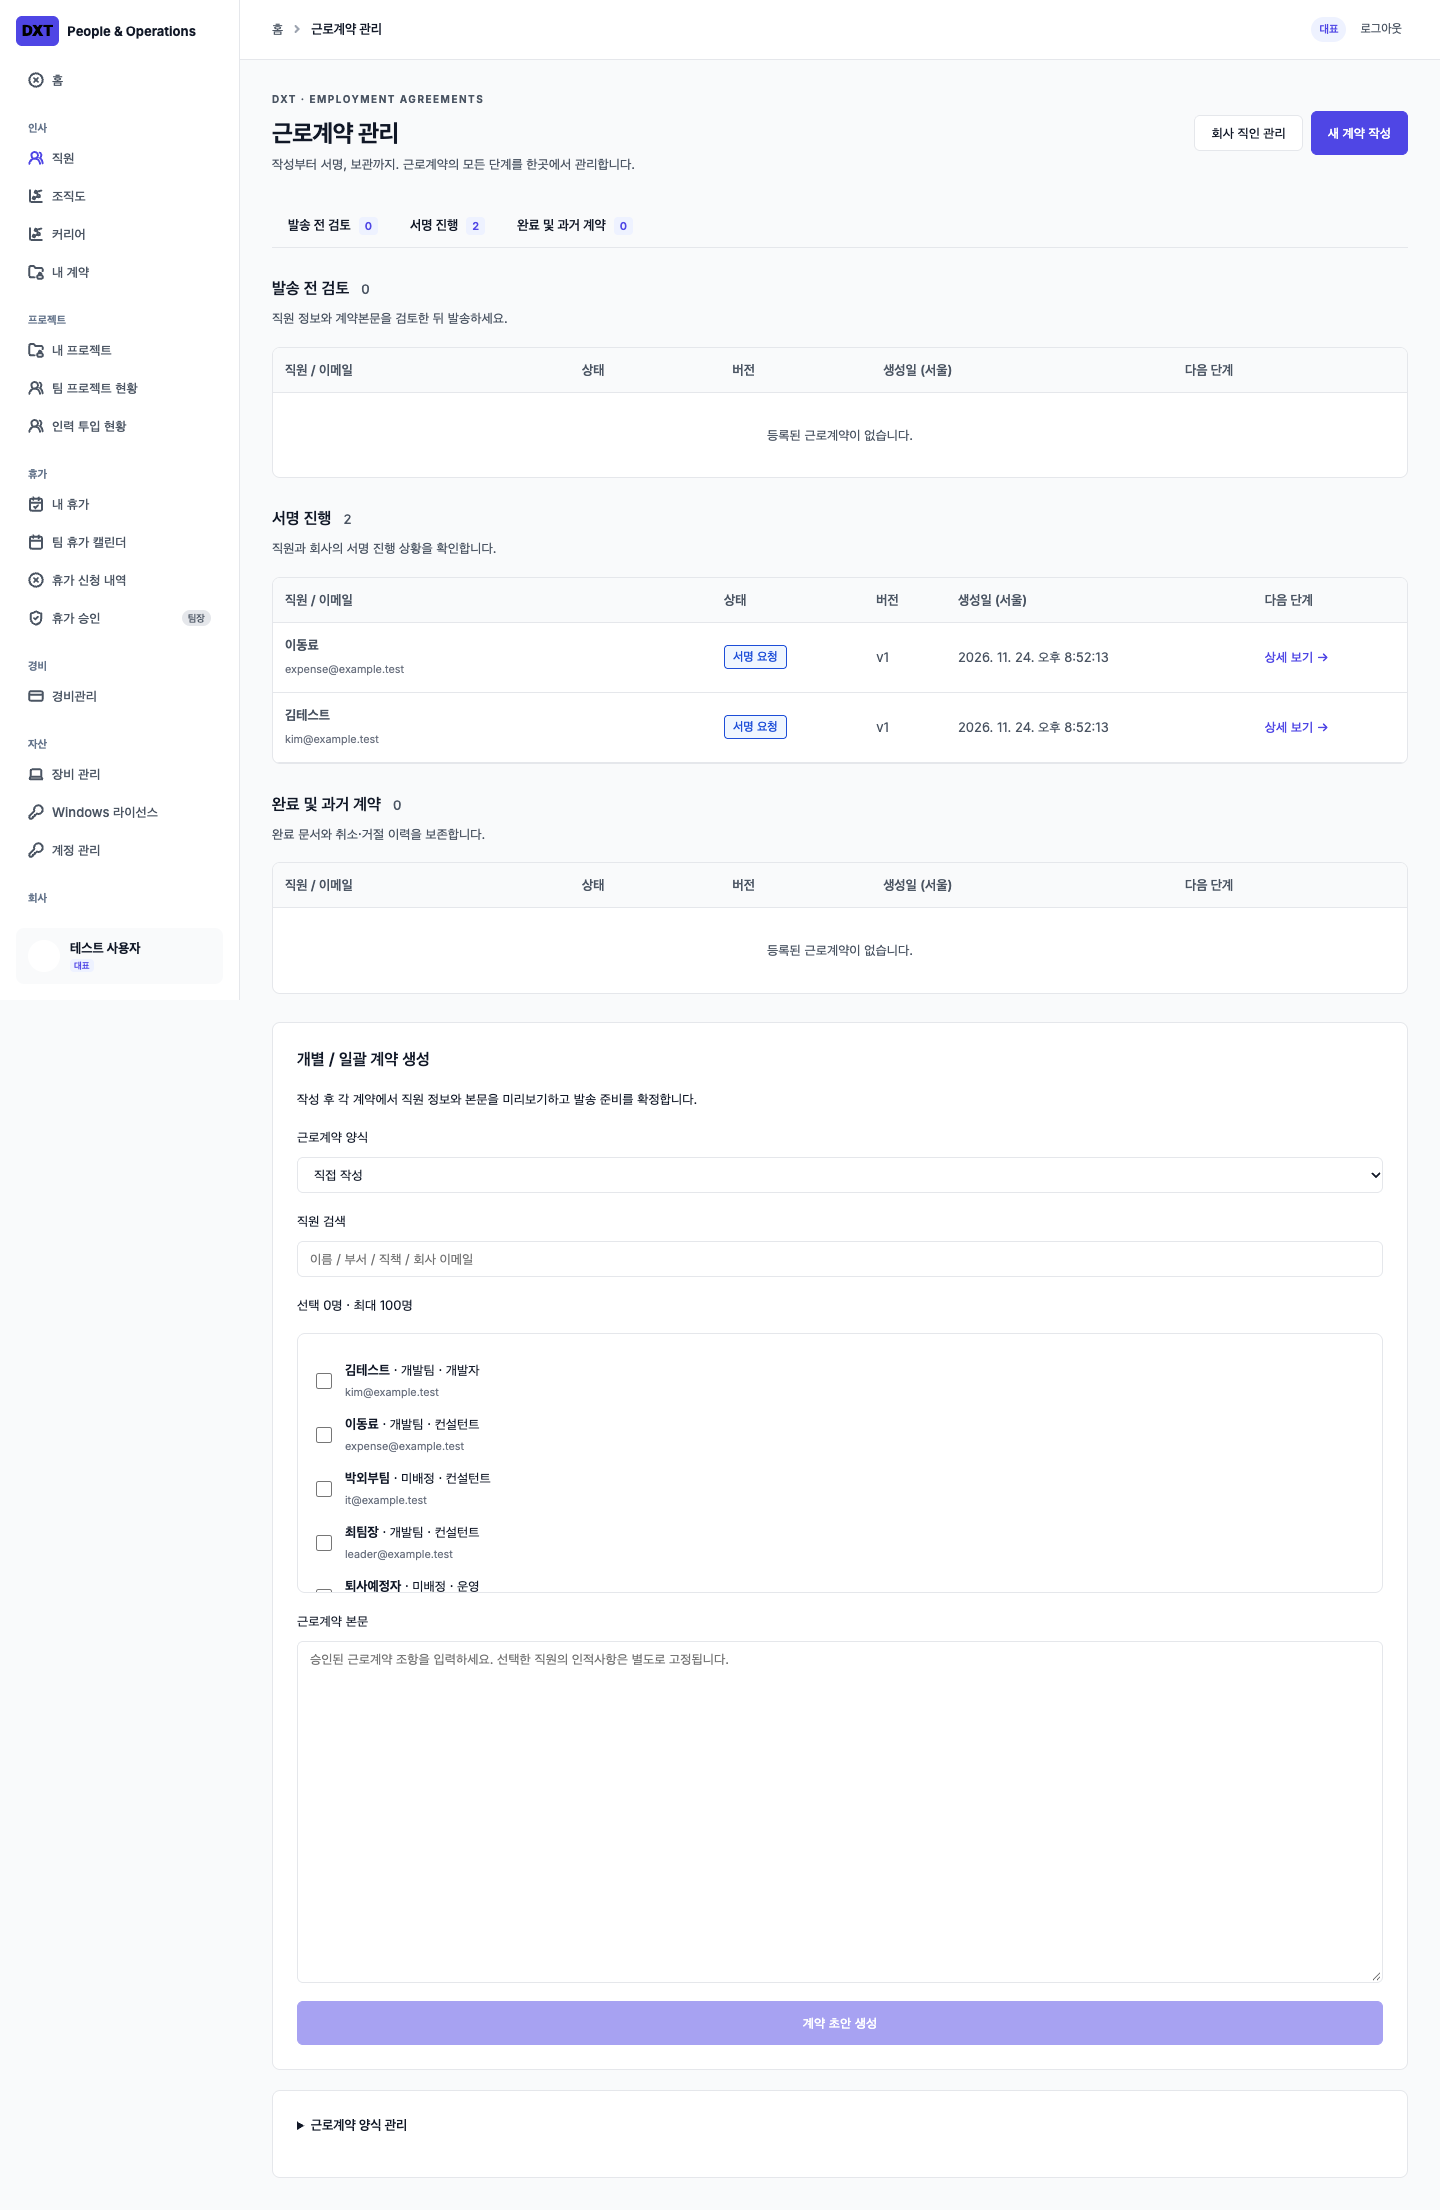 DXT People & Operations
홈
인사
직원
조직도
커리어
내 계약
프로젝트
내 프로젝트
팀 프로젝트 현황
인력 투입 현황
휴가
내 휴가
팀 휴가 캘린더
휴가 신청 내역
휴가 승인 팀장
경비
경비관리
자산
장비 관리
Windows 라이선스
계정 관리
회사
테스트 사용자
대표
홈 > 근로계약 관리
대표 로그아웃
DXT · EMPLOYMENT AGREEMENTS
근로계약 관리
작성부터 서명, 보관까지. 근로계약의 모든 단계를 한곳에서 관리합니다.
회사 직인 관리 새 계약 작성
발송 전 검토 0 서명 진행 2 완료 및 과거 계약 0
발송 전 검토 0
직원 정보와 계약본문을 검토한 뒤 발송하세요.
직원 / 이메일 상태 버전 생성일 (서울) 다음 단계
등록된 근로계약이 없습니다.
서명 진행 2
직원과 회사의 서명 진행 상황을 확인합니다.
직원 / 이메일 상태 버전 생성일 (서울) 다음 단계
이동료
expense@example.test
서명 요청 v1 2026. 11. 24. 오후 8:52:13 상세 보기 →
김테스트
kim@example.test
서명 요청 v1 2026. 11. 24. 오후 8:52:13 상세 보기 →
완료 및 과거 계약 0
완료 문서와 취소·거절 이력을 보존합니다.
직원 / 이메일 상태 버전 생성일 (서울) 다음 단계
등록된 근로계약이 없습니다.
개별 / 일괄 계약 생성
작성 후 각 계약에서 직원 정보와 본문을 미리보기하고 발송 준비를 확정합니다.
근로계약 양식
직접 작성
직원 검색
이름 / 부서 / 직책 / 회사 이메일
선택 0명 · 최대 100명
김테스트 · 개발팀 · 개발자
kim@example.test
이동료 · 개발팀 · 컨설턴트
expense@example.test
박외부팀 · 미배정 · 컨설턴트
it@example.test
최팀장 · 개발팀 · 컨설턴트
leader@example.test
퇴사예정자 · 미배정 · 운영
근로계약 본문
승인된 근로계약 조항을 입력하세요. 선택한 직원의 인적사항은 별도로 고정됩니다.
계약 초안 생성
▶ 근로계약 양식 관리